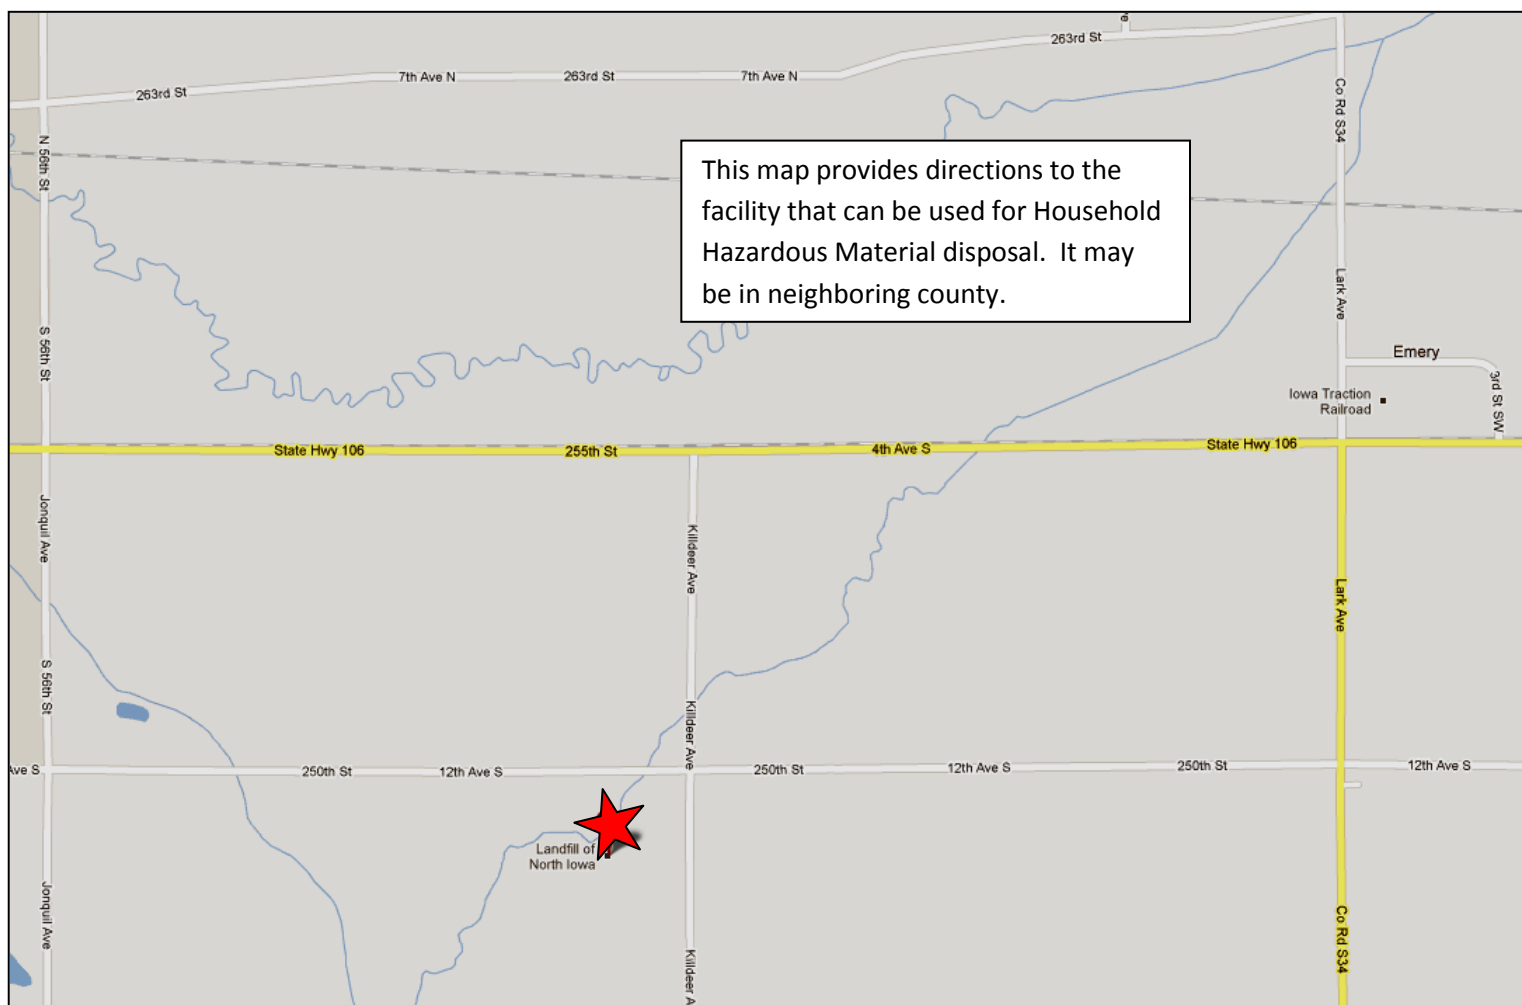 263rd St
7th Ave N
263rd St
7th Ave N
263rd St
Co Rd S34
N 56th St
This map provides directions to the
facility that can be used for Household
Hazardous Material disposal.  It may
be in neighboring county.
Lark Ave
S 56th St
Emery
3rd St SW
Iowa Traction
Railroad
State Hwy 106
255th St
4th Ave S
State Hwy 106
Jonquil Ave
Killdeer Ave
Lark Ave
S 56th St
Killdeer Ave
Ave S
250th St
12th Ave S
250th St
12th Ave S
250th St
12th Ave S
Landfill of
North Iowa
Jonquil Ave
Co Rd S34
Killdeer A